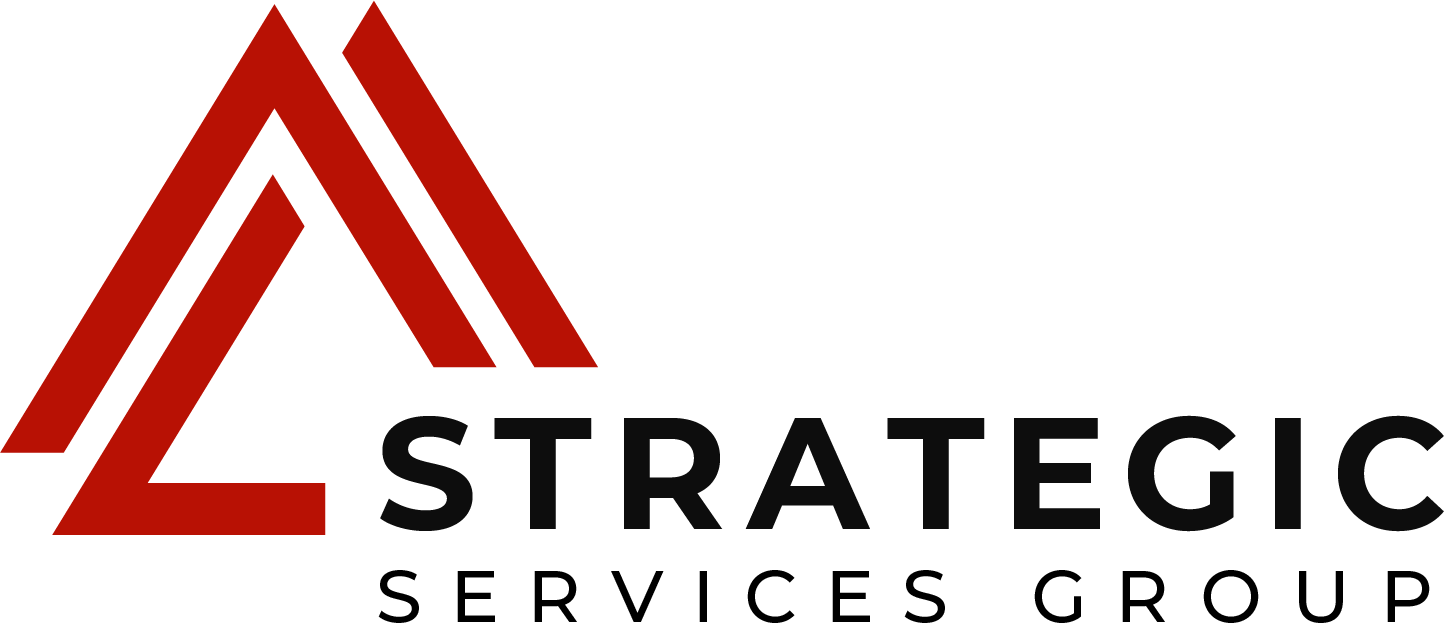 STRATEGIC
SERVICES GROUP